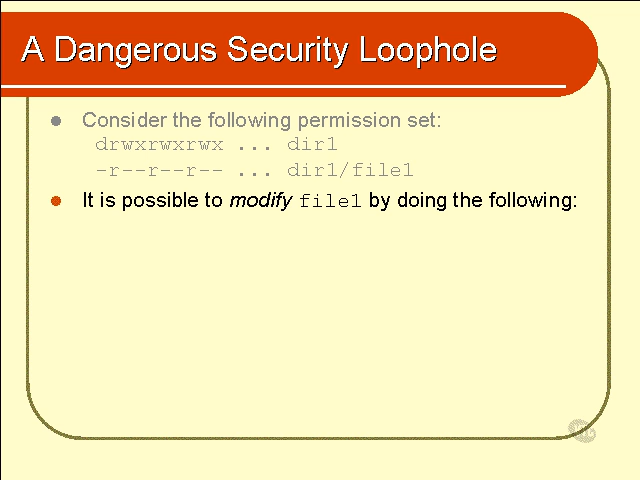 A Dangerous Security Loophole
Consider the following permission set:
drwxrwxrwx ... dir1
-r--r--r-- ... dir1/file1
It is possible to modify file1 by doing the following: